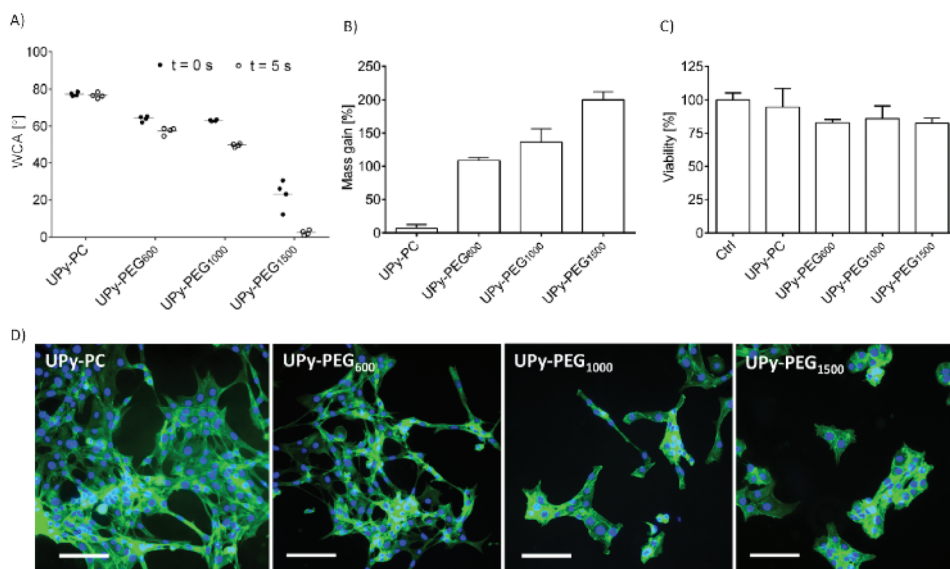 A)
WCA [°]
100
80
60
40
20
0
t = 0 s
t = 5 s
UPy-PC
UPy-PEG600
UPy-PEG1000
UPy-PEG1500
B)
Mass gain [%]
250
200
150
100
50
0
UPy-PC
UPy-PEG600
UPy-PEG1000
UPy-PEG1500
C)
Viability [%]
125
100
75
50
25
0
Ctrl
UPy-PC
UPy-PEG600
UPy-PEG1000
UPy-PEG1500
D)
UPy-PC
UPy-PEG600
UPy-PEG1000
UPy-PEG1500